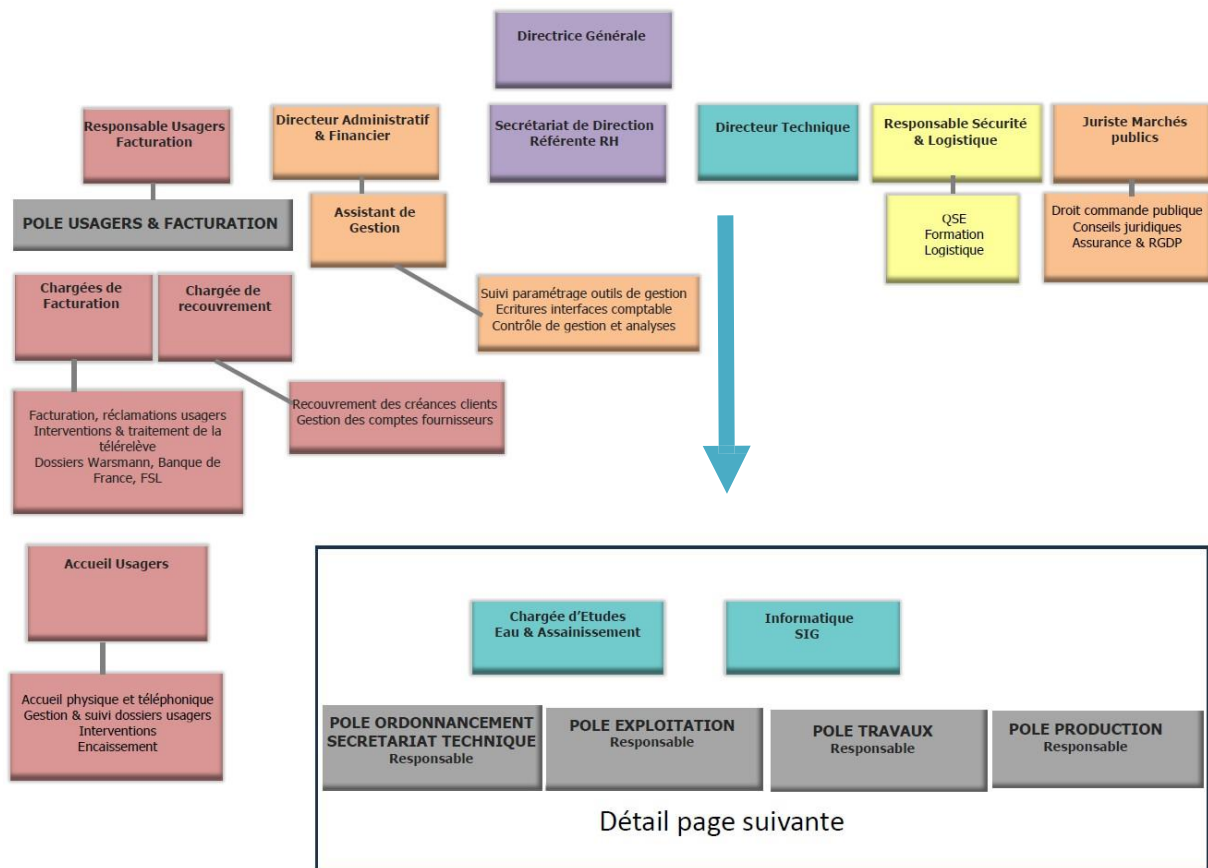 Directrice Générale
Responsable Usagers
Facturation
Directeur Administratif
& Financier
Secrétariat de Direction
Référente RH
Directeur Technique
Responsable Sécurité
& Logistique
Juriste Marchés
publics
POLE USAGERS & FACTURATION
Assistant de
Gestion
QSE
Formation
Logistique
Droit commande publique
Conseils juridiques
Assurance & RGDP
Chargées de
Facturation
Chargée de
recouvrement
Suivi paramétrage outils de gestion
Ecritures interfaces comptable
Contrôle de gestion et analyses
Facturation, réclamations usagers
Interventions & traitement de la
télérelève
Dossiers Warsmann, Banque de
France, FSL
Recouvrement des créances clients
Gestion des comptes fournisseurs
Accueil Usagers
Accueil physique et téléphonique
Gestion & suivi dossiers usagers
Interventions
Encaissement
Chargée d'Etudes
Eau & Assainissement
Informatique
SIG
POLE ORDONNANCEMENT
SECRETARIAT TECHNIQUE
Responsable
POLE EXPLOITATION
Responsable
POLE TRAVAUX
Responsable
POLE PRODUCTION
Responsable
Détail page suivante